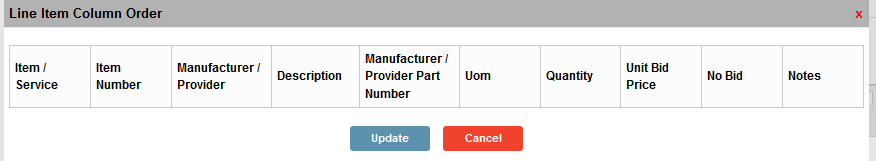 Line Item Column Order x
Item /
Service
Item
Number
Manufacturer /
Provider
Description
Manufacturer /
Provider Part
Number
Uom
Quantity
Unit Bid
Price
No Bid
Notes
Update Cancel